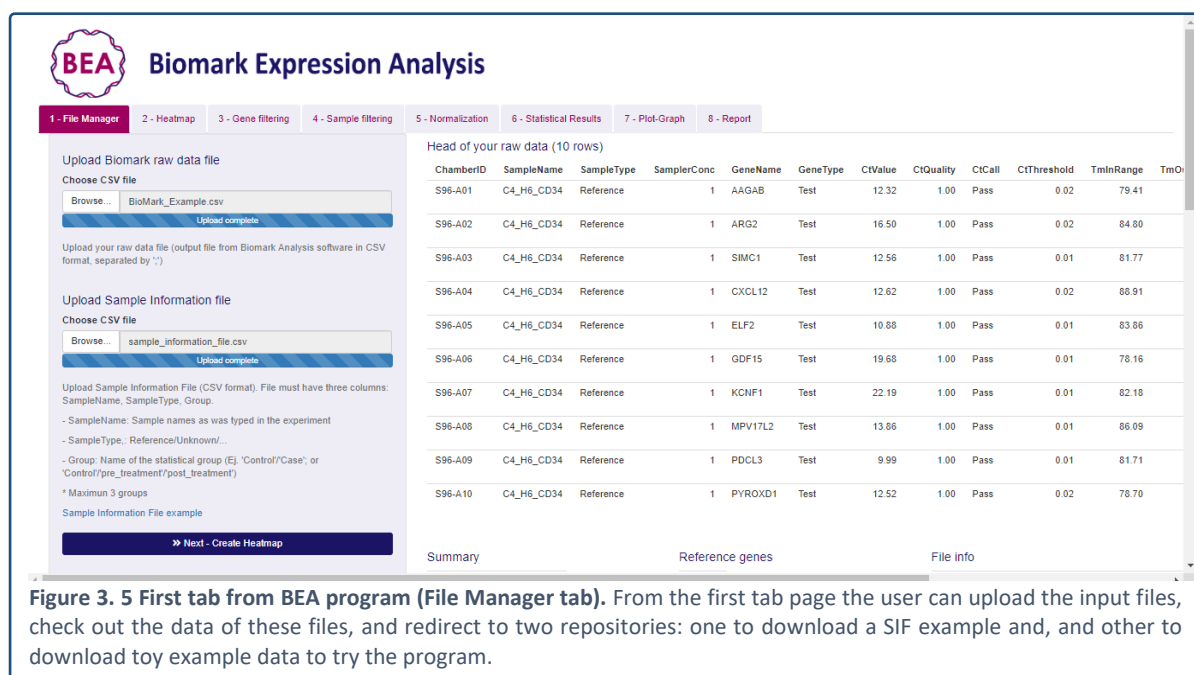 BEA Biomark Expression Analysis
1 - File Manager 2 - Heatmap 3 - Gene filtering 4 - Sample filtering 5 - Normalization 6 - Statistical Results 7 - Plot-Graph 8 - Report
Upload Biomark raw data file
Choose CSV file
Browse... BioMark_Example.csv
Upload complete
Upload your raw data file (output file from Biomark Analysis software in CSV
format, separated by ';')
Upload Sample Information file
Choose CSV file
Browse... sample_information_file.csv
Upload complete
Upload Sample Information File (CSV format). File must have three columns:
SampleName, SampleType, Group.
- SampleName: Sample names as was typed in the experiment
- SampleType,: Reference/Unknown/...
- Group: Name of the statistical group (Ej. 'Control'/'Case'; or
'Control'/'pre_treatment'/'post_treatment')
* Maximun 3 groups
Sample Information File example
» Next - Create Heatmap
Head of your raw data (10 rows)
ChamberID SampleName SampleType SamplerConc GeneName GeneType CtValue CtQuality CtCall CtThreshold TmInRange
S96-A01 C4_H6_CD34 Reference 1 AAGAB Test 12.32 1.00 Pass 0.02 79.41
S96-A02 C4_H6_CD34 Reference 1 ARG2 Test 16.50 1.00 Pass 0.02 84.80
S96-A03 C4_H6_CD34 Reference 1 SIMC1 Test 12.56 1.00 Pass 0.01 81.77
S96-A04 C4_H6_CD34 Reference 1 CXCL12 Test 12.62 1.00 Pass 0.02 88.91
S96-A05 C4_H6_CD34 Reference 1 ELF2 Test 10.88 1.00 Pass 0.01 83.86
S96-A06 C4_H6_CD34 Reference 1 GDF15 Test 19.68 1.00 Pass 0.01 78.16
S96-A07 C4_H6_CD34 Reference 1 KCNF1 Test 22.19 1.00 Pass 0.01 82.18
S96-A08 C4_H6_CD34 Reference 1 MPV17L2 Test 13.86 1.00 Pass 0.02 86.09
S96-A09 C4_H6_CD34 Reference 1 PDCL3 Test 9.99 1.00 Pass 0.01 81.71
S96-A10 C4_H6_CD34 Reference 1 PYROXD1 Test 12.52 1.00 Pass 0.02 78.70
Summary Reference genes File info
Figure 3. 5 First tab from BEA program (File Manager tab). From the first tab page the user can upload the input files,
check out the data of these files, and redirect to two repositories: one to download a SIF example and, and other to
download toy example data to try the program.